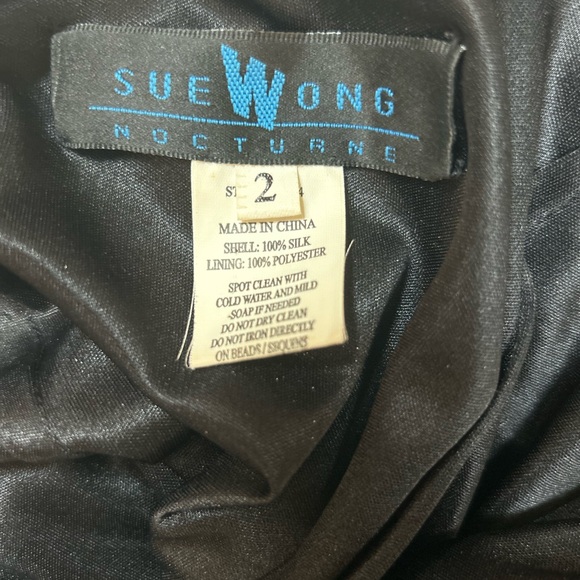 SUE WONG
NOCTURNE
2
MADE IN CHINA
SHELL: 100% SILK
LINING: 100% POLYESTER
SPOT CLEAN WITH
COLD WATER AND MILD
-SOAP IF NEEDED
DO NOT DRY CLEAN
DO NOT IRON DIRECTLY
ON BEADS / ESQUENS